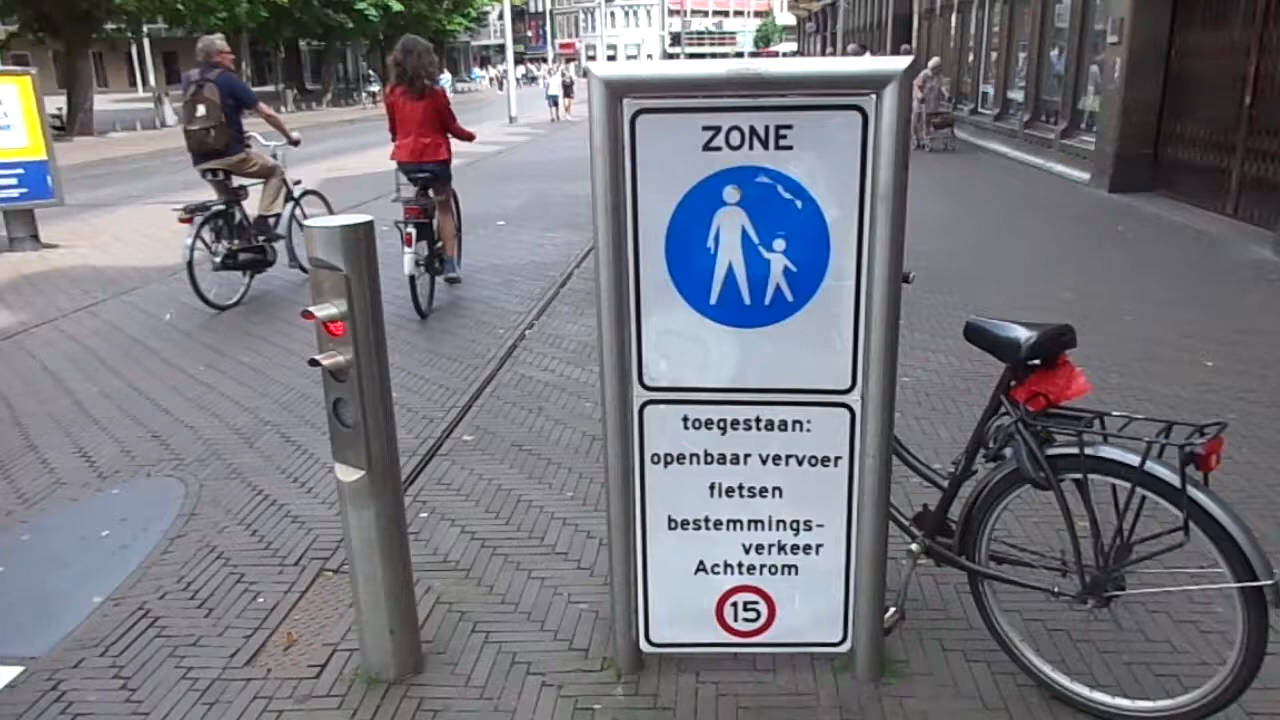 ZONE
toegestaan:
openbaar vervoer
fietsen
bestemmings-
verkeer
Achterom
15